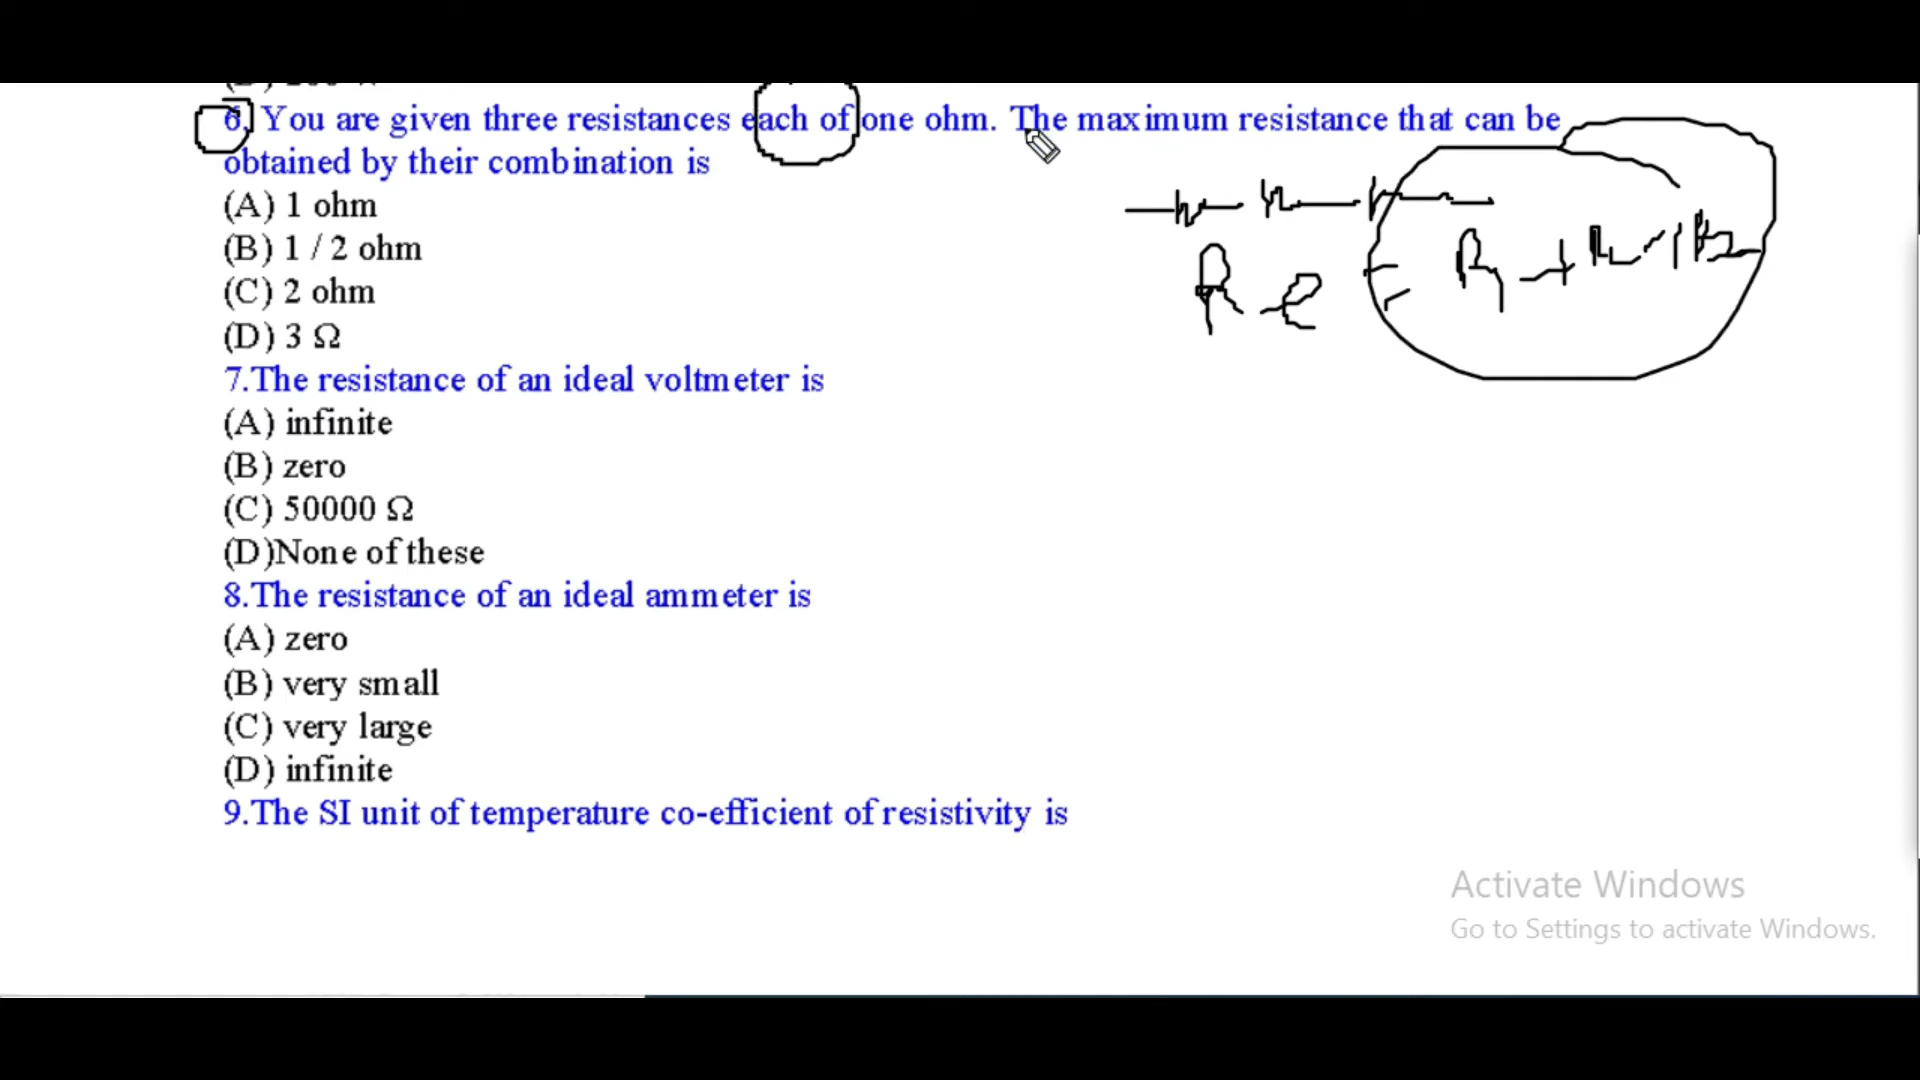 6. You are given three resistances each of one ohm. The maximum resistance that can be
obtained by their combination is
(A) 1 ohm
(B) 1 / 2 ohm
(C) 2 ohm
(D) 3 Ω
Re = R +
7.The resistance of an ideal voltmeter is
(A) infinite
(B) zero
(C) 50000 Ω
(D)None of these
8.The resistance of an ideal ammeter is
(A) zero
(B) very small
(C) very large
(D) infinite
9.The SI unit of temperature co-efficient of resistivity is
Activate Windows
Go to Settings to activate Windows.